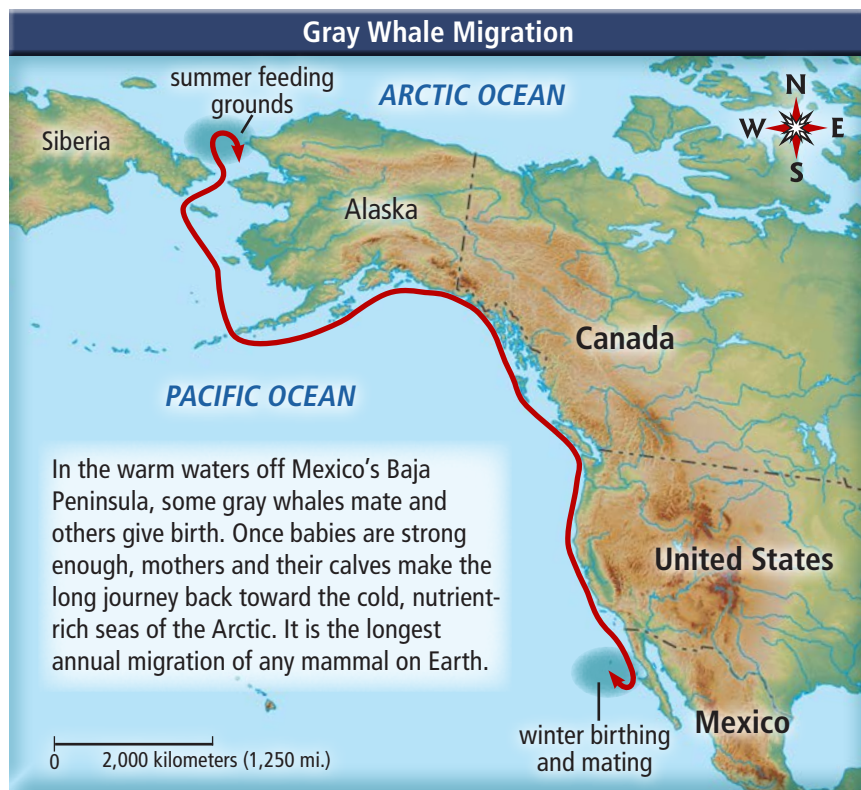 Gray Whale Migration
summer feeding
grounds
ARCTIC OCEAN
N
W E
S
Siberia
Alaska
Canada
PACIFIC OCEAN
In the warm waters off Mexico's Baja
Peninsula, some gray whales mate and
others give birth. Once babies are strong
enough, mothers and their calves make the
long journey back toward the cold, nutrient-
rich seas of the Arctic. It is the longest
annual migration of any mammal on Earth.
United States
Mexico
winter birthing
and mating
0 2,000 kilometers (1,250 mi.)